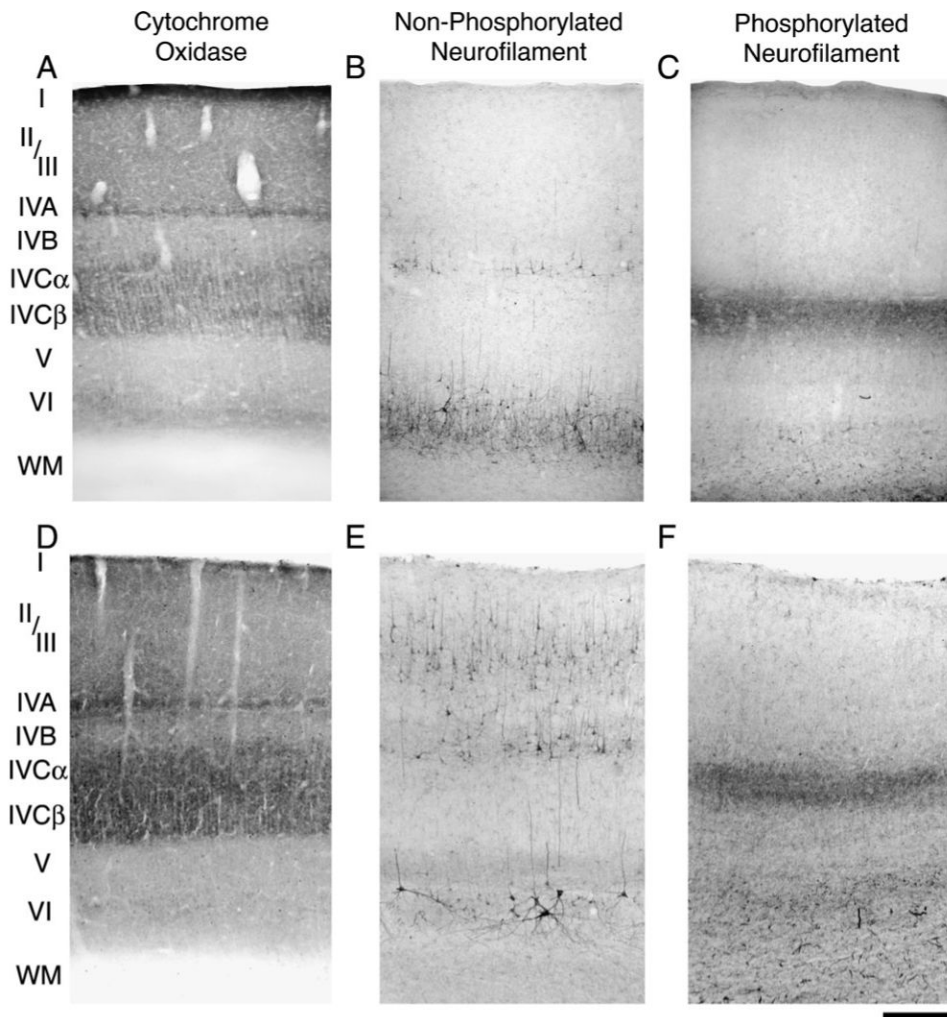 Cytochrome
Oxidase
Non-Phosphorylated
Neurofilament
Phosphorylated
Neurofilament
A
B
C
I
II/III
IVA
IVB
IVCα
IVCβ
V
VI
WM
D
E
F
I
II/III
IVA
IVB
IVCα
IVCβ
V
VI
WM